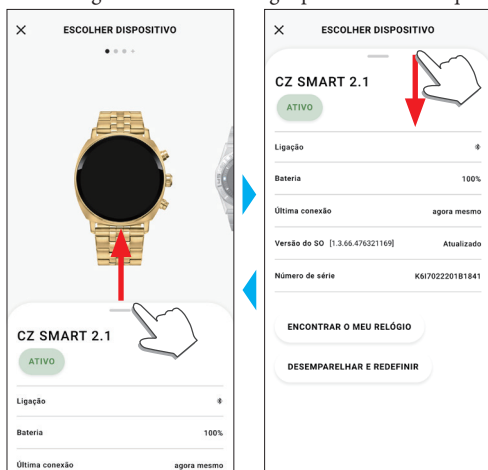 ESCOLHER DISPOSITIVO
CZ SMART 2.1
ATIVO
Ligação
Bateria 100%
Última conexão agora mesmo
ESCOLHER DISPOSITIVO
CZ SMART 2.1
ATIVO
Ligação
Bateria 100%
Última conexão agora mesmo
Versão do SO [1.3.66.476321169] Atualizado
Número de série K6I7022201B1841
ENCONTRAR O MEU RELÓGIO
DESEMPARELHAR E REDEFINIR